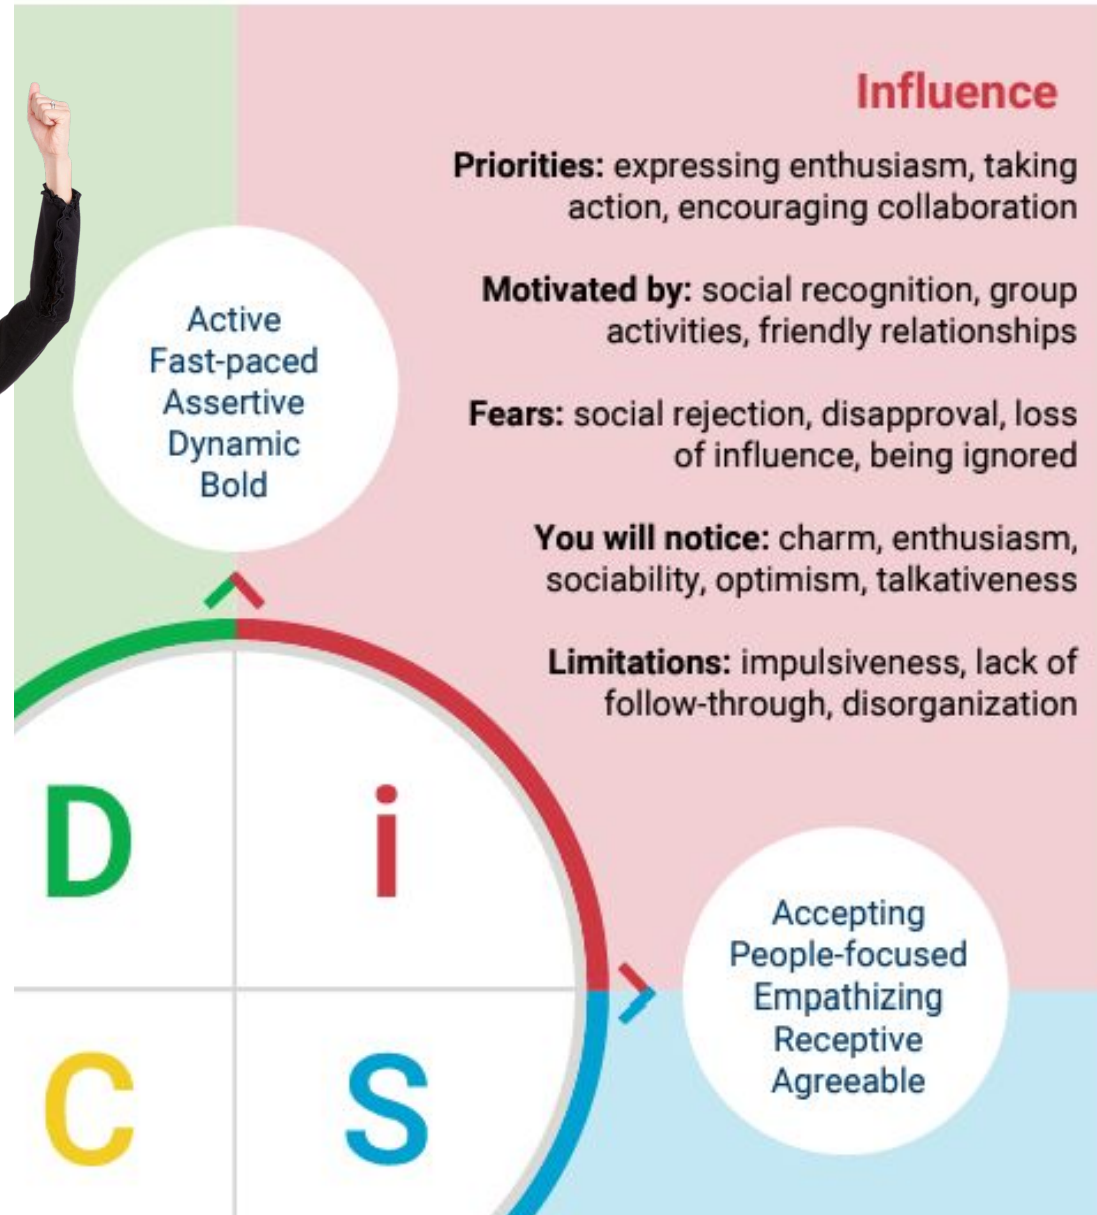 Influence
Priorities: expressing enthusiasm, taking
action, encouraging collaboration
Motivated by: social recognition, group
activities, friendly relationships
Fears: social rejection, disapproval, loss
of influence, being ignored
You will notice: charm, enthusiasm,
sociability, optimism, talkativeness
Limitations: impulsiveness, lack of
follow-through, disorganization
Active
Fast-paced
Assertive
Dynamic
Bold
D
i
C
S
Accepting
People-focused
Empathizing
Receptive
Agreeable